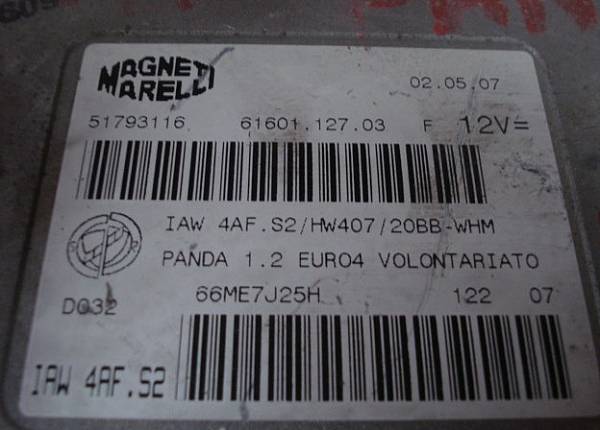 MAGNETI
MARELLI
02.05.07
51793116 61601.127.03 F 12V=
IAW 4AF.S2/HW407/20BB-WHM
PANDA 1.2 EURO4 VOLONTARIATO
D032 66ME7J25H 122 07
IAW 4AF.S2